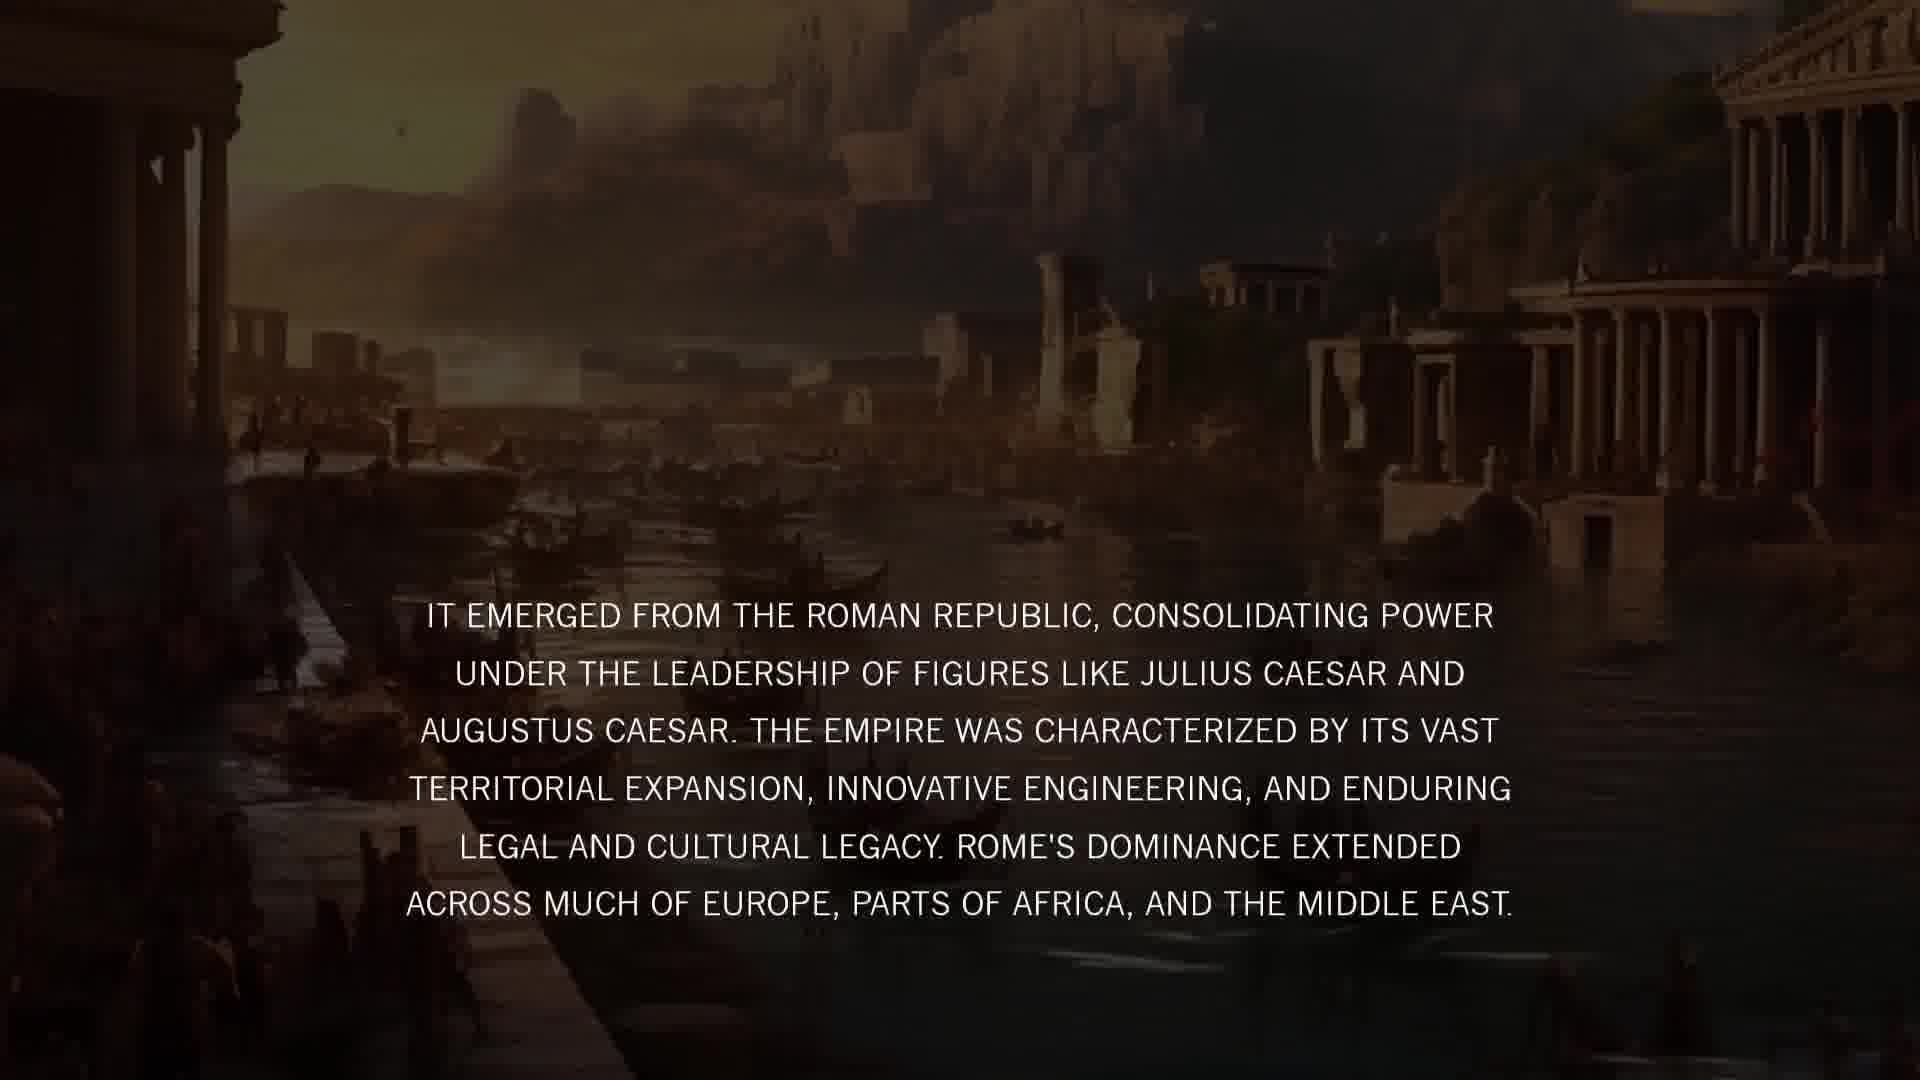 IT EMERGED FROM THE ROMAN REPUBLIC, CONSOLIDATING POWER
UNDER THE LEADERSHIP OF FIGURES LIKE JULIUS CAESAR AND
AUGUSTUS CAESAR. THE EMPIRE WAS CHARACTERIZED BY ITS VAST
TERRITORIAL EXPANSION, INNOVATIVE ENGINEERING, AND ENDURING
LEGAL AND CULTURAL LEGACY. ROME'S DOMINANCE EXTENDED
ACROSS MUCH OF EUROPE, PARTS OF AFRICA, AND THE MIDDLE EAST.